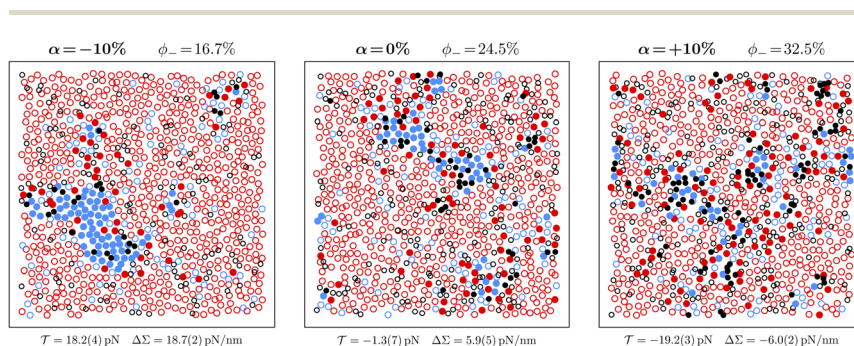 α = −10% ϕ₋ = 16.7% α = 0% ϕ₋ = 24.5% α = +10% ϕ₋ = 32.5%
𝒯 = 18.2(4) pN ΔΣ = 18.7(2) pN/nm 𝒯 = −1.3(7) pN ΔΣ = 5.9(5) pN/nm 𝒯 = −19.2(3) pN ΔΣ = −6.0(2) pN/nm